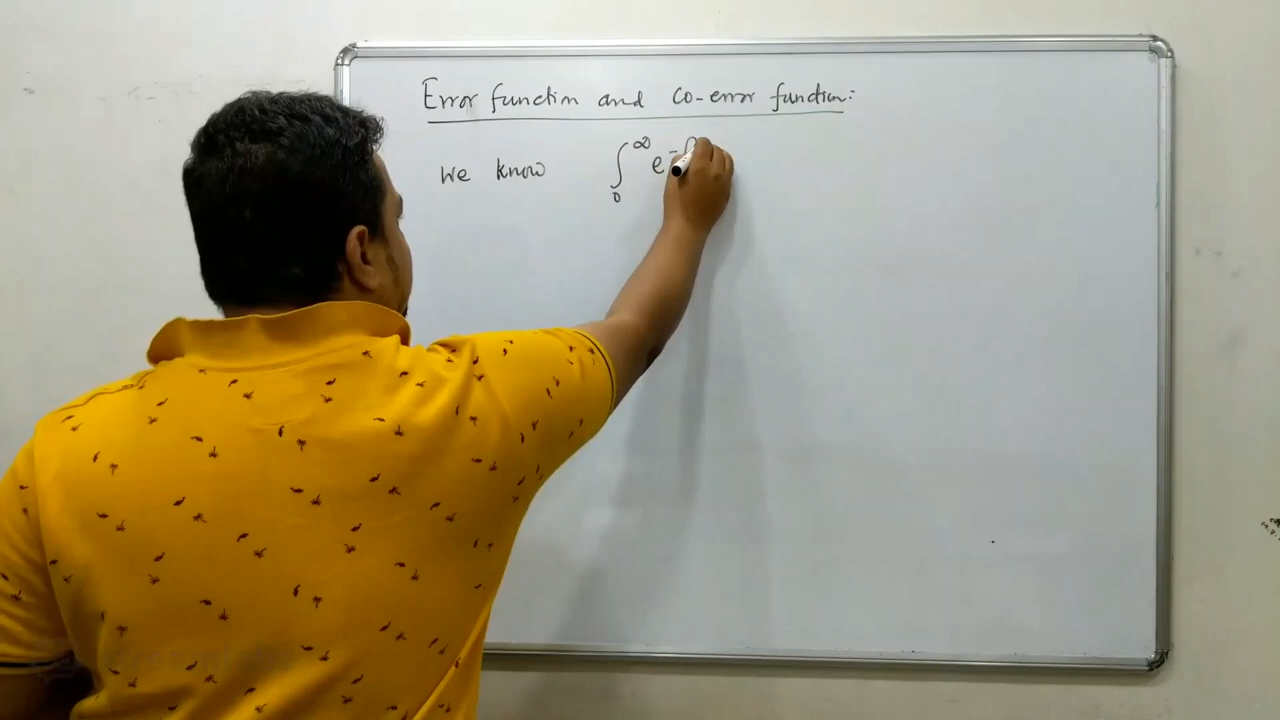 Error function and co-error function:
we know ∫₀^∞ e^-